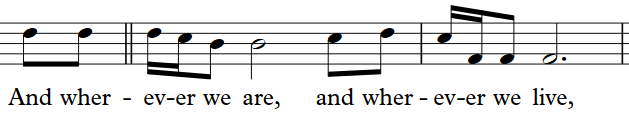 And wher - ev-er we are, and wher - ev-er we live,